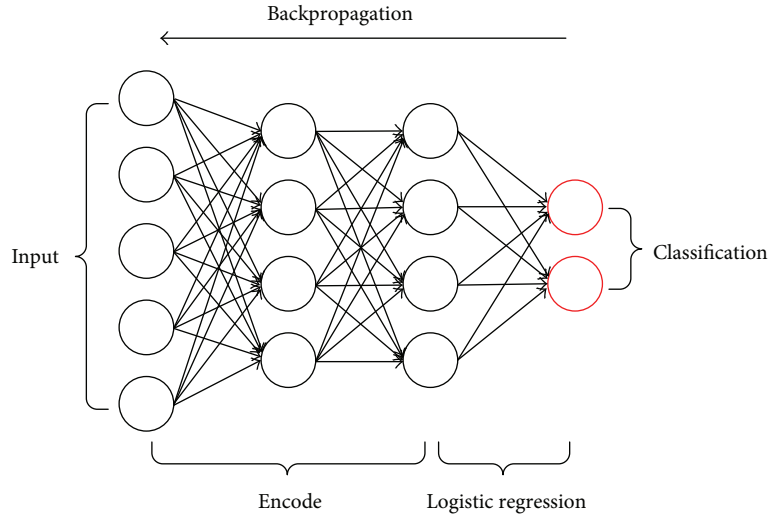 Backpropagation
Input
Classification
Encode
Logistic regression